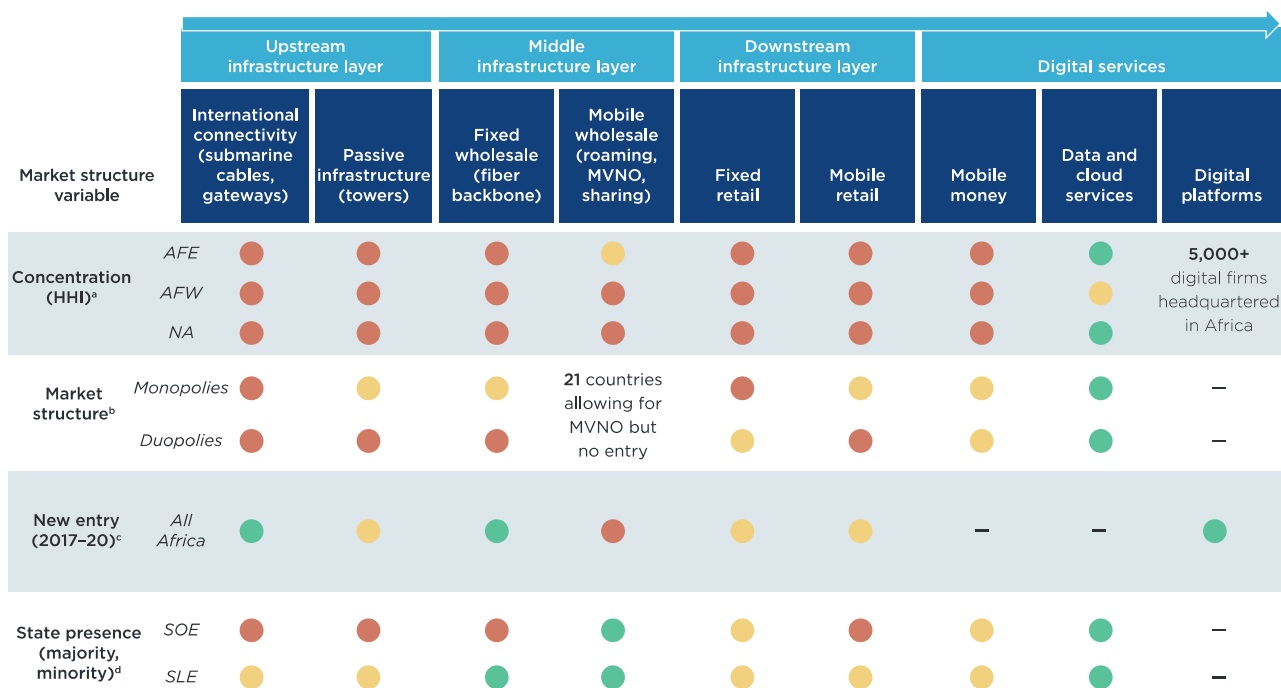 Upstream
infrastructure layer
Middle
infrastructure layer
Downstream
infrastructure layer
Digital services
Market structure
variable
International
connectivity
(submarine
cables,
gateways)
Passive
infrastructure
(towers)
Fixed
wholesale
(fiber
backbone)
Mobile
wholesale
(roaming,
MVNO,
sharing)
Fixed
retail
Mobile
retail
Mobile
money
Data and
cloud
services
Digital
platforms
Concentration
(HHI)ᵃ
AFE
AFW
NA
5,000+
digital firms
headquartered
in Africa
Market
structureᵇ
Monopolies
Duopolies
21 countries
allowing for
MVNO but
no entry
–
–
New entry
(2017–20)ᶜ
All
Africa
–
–
State presence
(majority,
minority)ᵈ
SOE
SLE
–
–